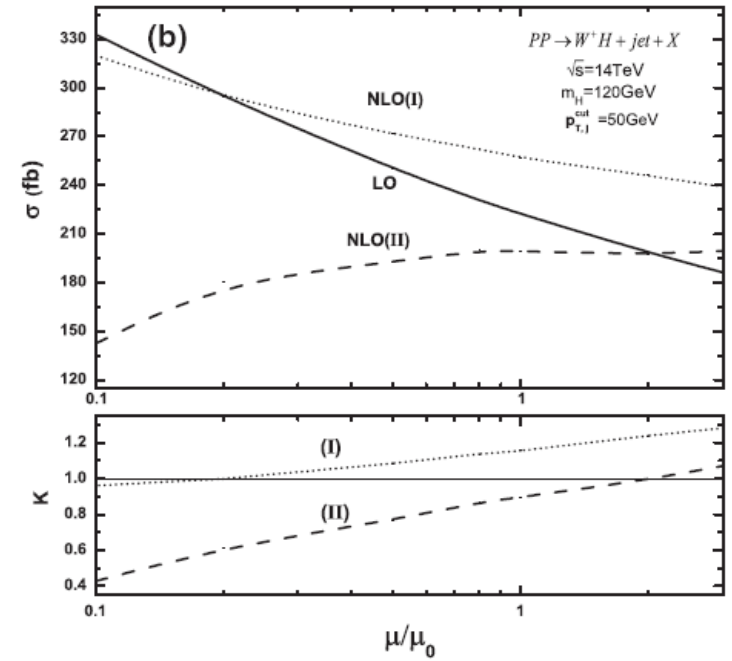 (b)
PP→W⁺H+jet+X
√s=14TeV
m_H=120GeV
p_{T,j}^{cut} =50GeV
NLO(I)
LO
NLO(II)
σ (fb)
330
300
270
240
210
180
150
120
0.1
1
(I)
(II)
K
1.2
1.0
0.8
0.6
0.4
0.1
1
μ/μ₀